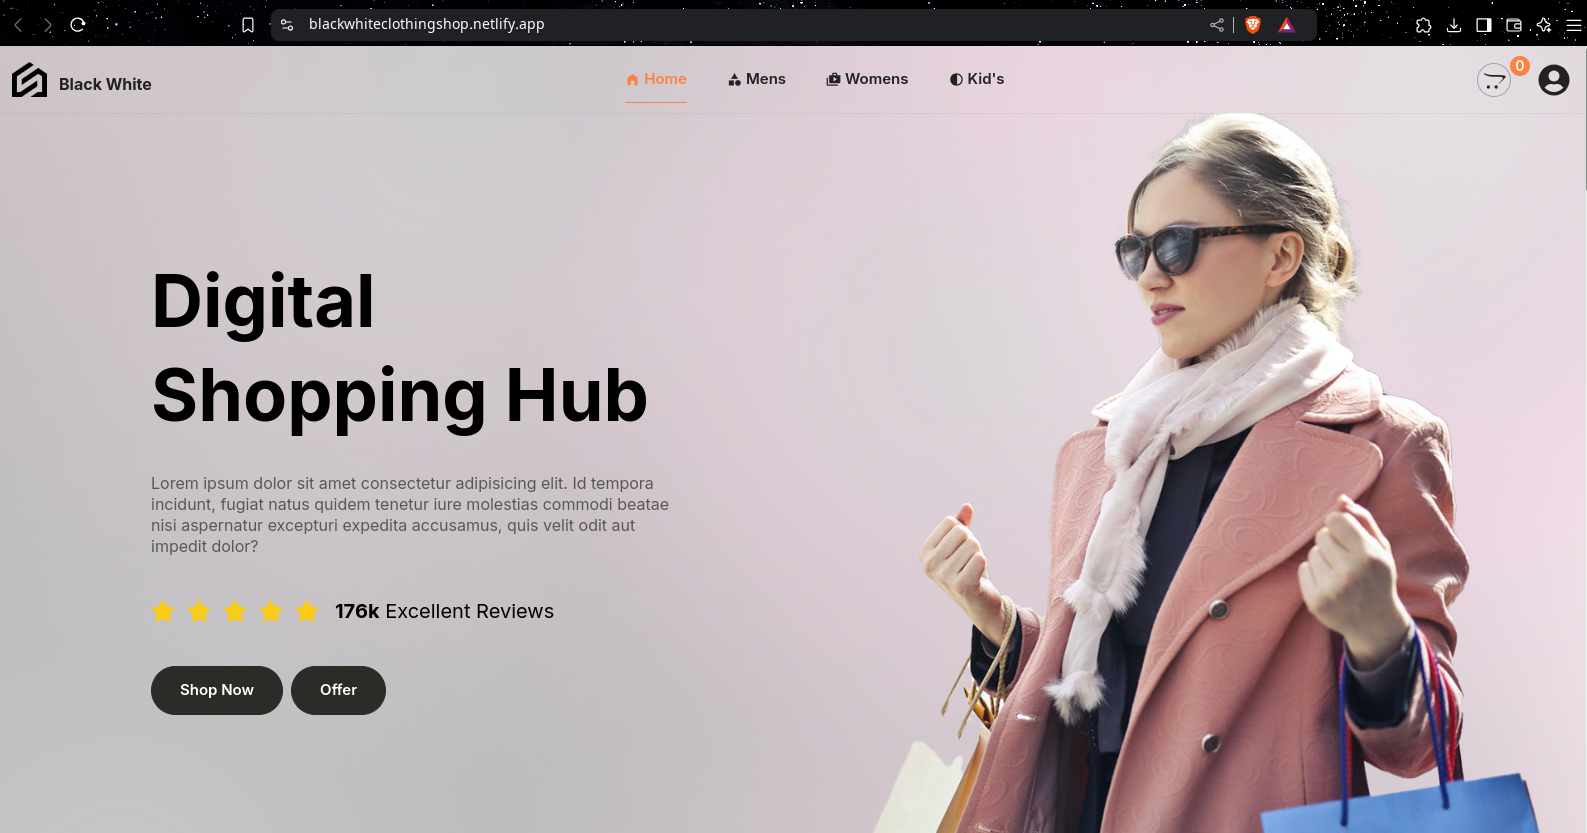 blackwhiteclothingshop.netlify.app
Black White
Home
Mens
Womens
Kid's
0
Digital
Shopping Hub
Lorem ipsum dolor sit amet consectetur adipisicing elit. Id tempora
incidunt, fugiat natus quidem tenetur iure molestias commodi beatae
nisi aspernatur excepturi expedita accusamus, quis velit odit aut
impedit dolor?
176k Excellent Reviews
Shop Now
Offer